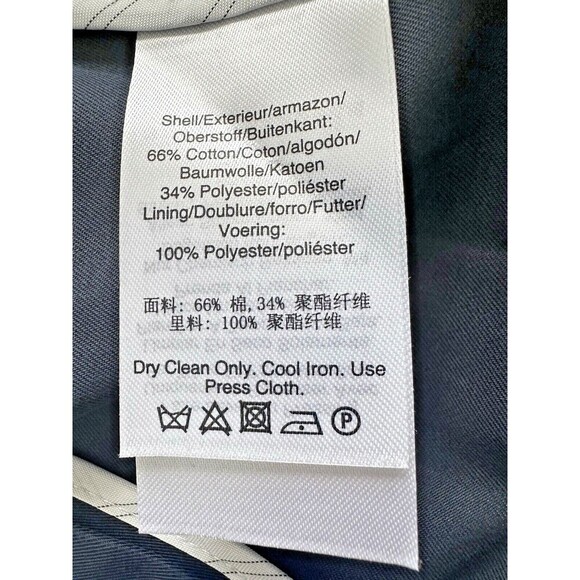 Shell/Exterieur/armazon/
Oberstoff/Buitenkant:
66% Cotton/Coton/algodón/
Baumwolle/Katoen
34% Polyester/poliéster
Lining/Doublure/forro/Futter/
Voering:
100% Polyester/poliéster
面料: 66% 棉,34% 聚酯纤维
里料: 100% 聚酯纤维
Dry Clean Only. Cool Iron. Use
Press Cloth.
P